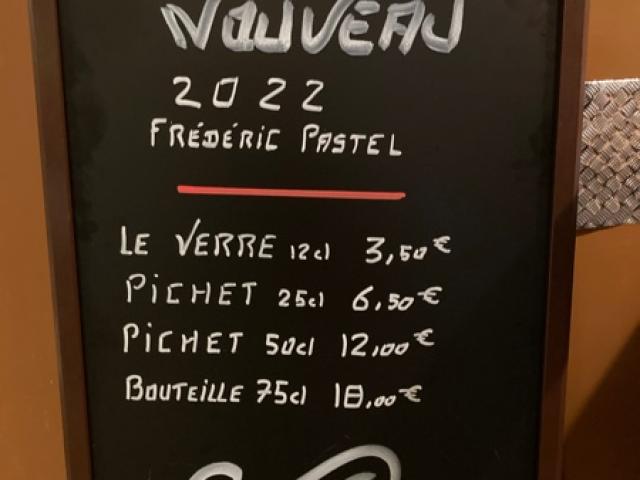 NOUVEAU
2022
FRÉDÉRIC PASTEL
LE VERRE 12cl 3,50€
PICHET 25cl 6,50€
PICHET 50cl 12,00€
BOUTEILLE 75cl 18,00€